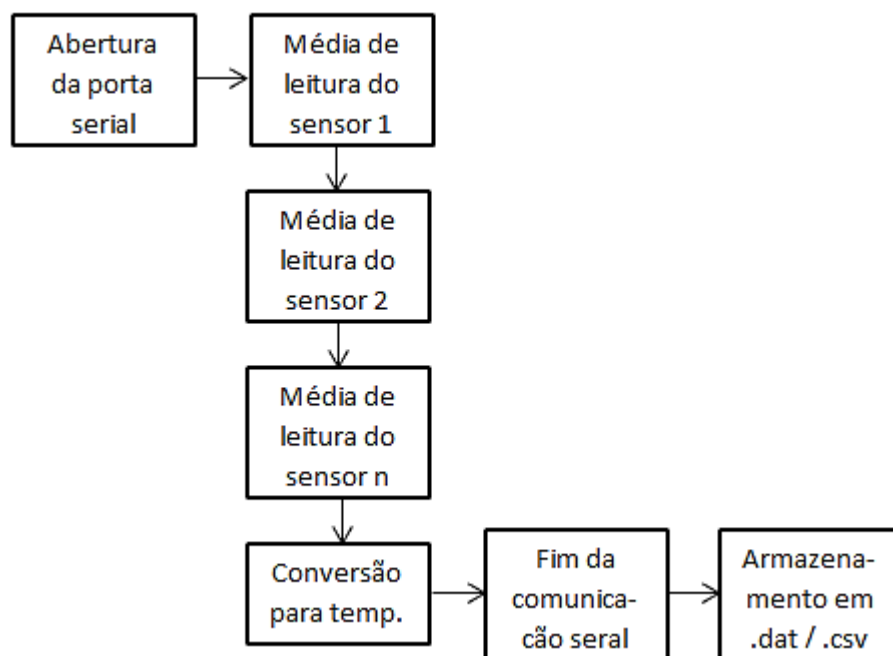 Abertura
da porta
serial
Média de
leitura do
sensor 1
Média de
leitura do
sensor 2
Média de
leitura do
sensor n
Conversão
para temp.
Fim da
comunica-
cão seral
Armazena-
mento em
.dat / .csv